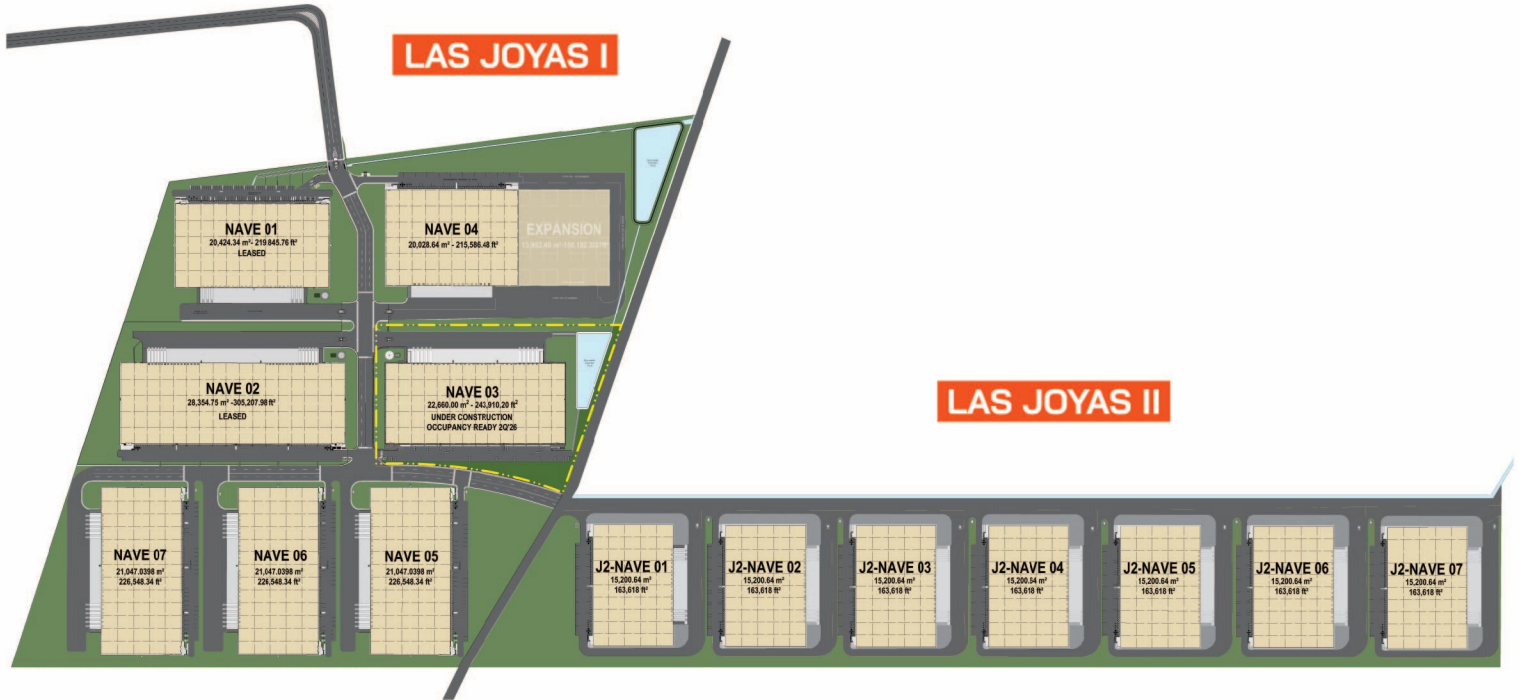 LAS JOYAS I
NAVE 01
20,424.34 m²- 219.845.76 ft²
LEASED
NAVE 04
20,028.64 m² - 215,586.48 ft²
EXPANSION
NAVE 02
28,354.75 m² -305,207.98 ft²
LEASED
NAVE 03
22,660.00 m² - 243,910.20 ft²
UNDER CONSTRUCTION
OCCUPANCY READY 2Q'26
LAS JOYAS II
NAVE 07
21,047.0398 m²
226,548.34 ft²
NAVE 06
21,047.0398 m²
226,548.34 ft²
NAVE 05
21,047.0398 m²
226,548.34 ft²
J2-NAVE 01
15,200.64 m²
163,618 ft²
J2-NAVE 02
15,200.64 m²
163,618 ft²
J2-NAVE 03
15,200.64 m²
163,618 ft²
J2-NAVE 04
15,200.64 m²
163,618 ft²
J2-NAVE 05
15,200.64 m²
163,618 ft²
J2-NAVE 06
15,200.64 m²
163,618 ft²
J2-NAVE 07
15,200.64 m²
163,618 ft²